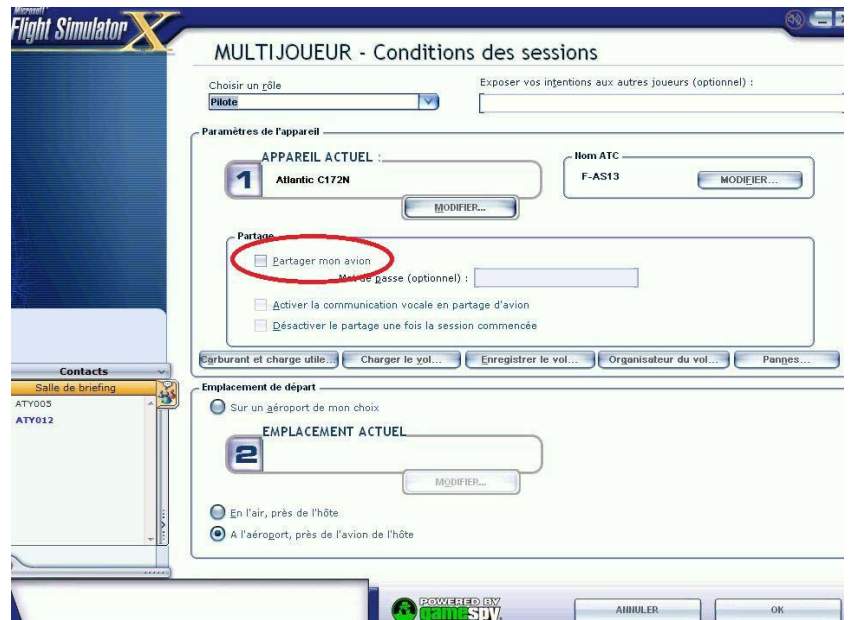 Microsoft
Flight Simulator X
MULTIJOUEUR - Conditions des sessions
Choisir un rôle
Exposer vos intentions aux autres joueurs (optionnel) :
Pilote
Paramètres de l'appareil
APPAREIL ACTUEL :
Nom ATC
1
Atlantic C172N
F-AS13
MODIFIER...
MODIFIER...
Partage
Partager mon avion
Mot de passe (optionnel) :
Activer la communication vocale en partage d'avion
Désactiver le partage une fois la session commencée
Carburant et charge utile...
Charger le vol...
Enregistrer le vol...
Organisateur du vol...
Pannes...
Contacts
Salle de briefing
ATY005
ATY012
Emplacement de départ
Sur un aéroport de mon choix
EMPLACEMENT ACTUEL
2
MODIFIER...
En l'air, près de l'hôte
A l'aéroport, près de l'avion de l'hôte
POWERED BY
gamespy.
ANNULER
OK